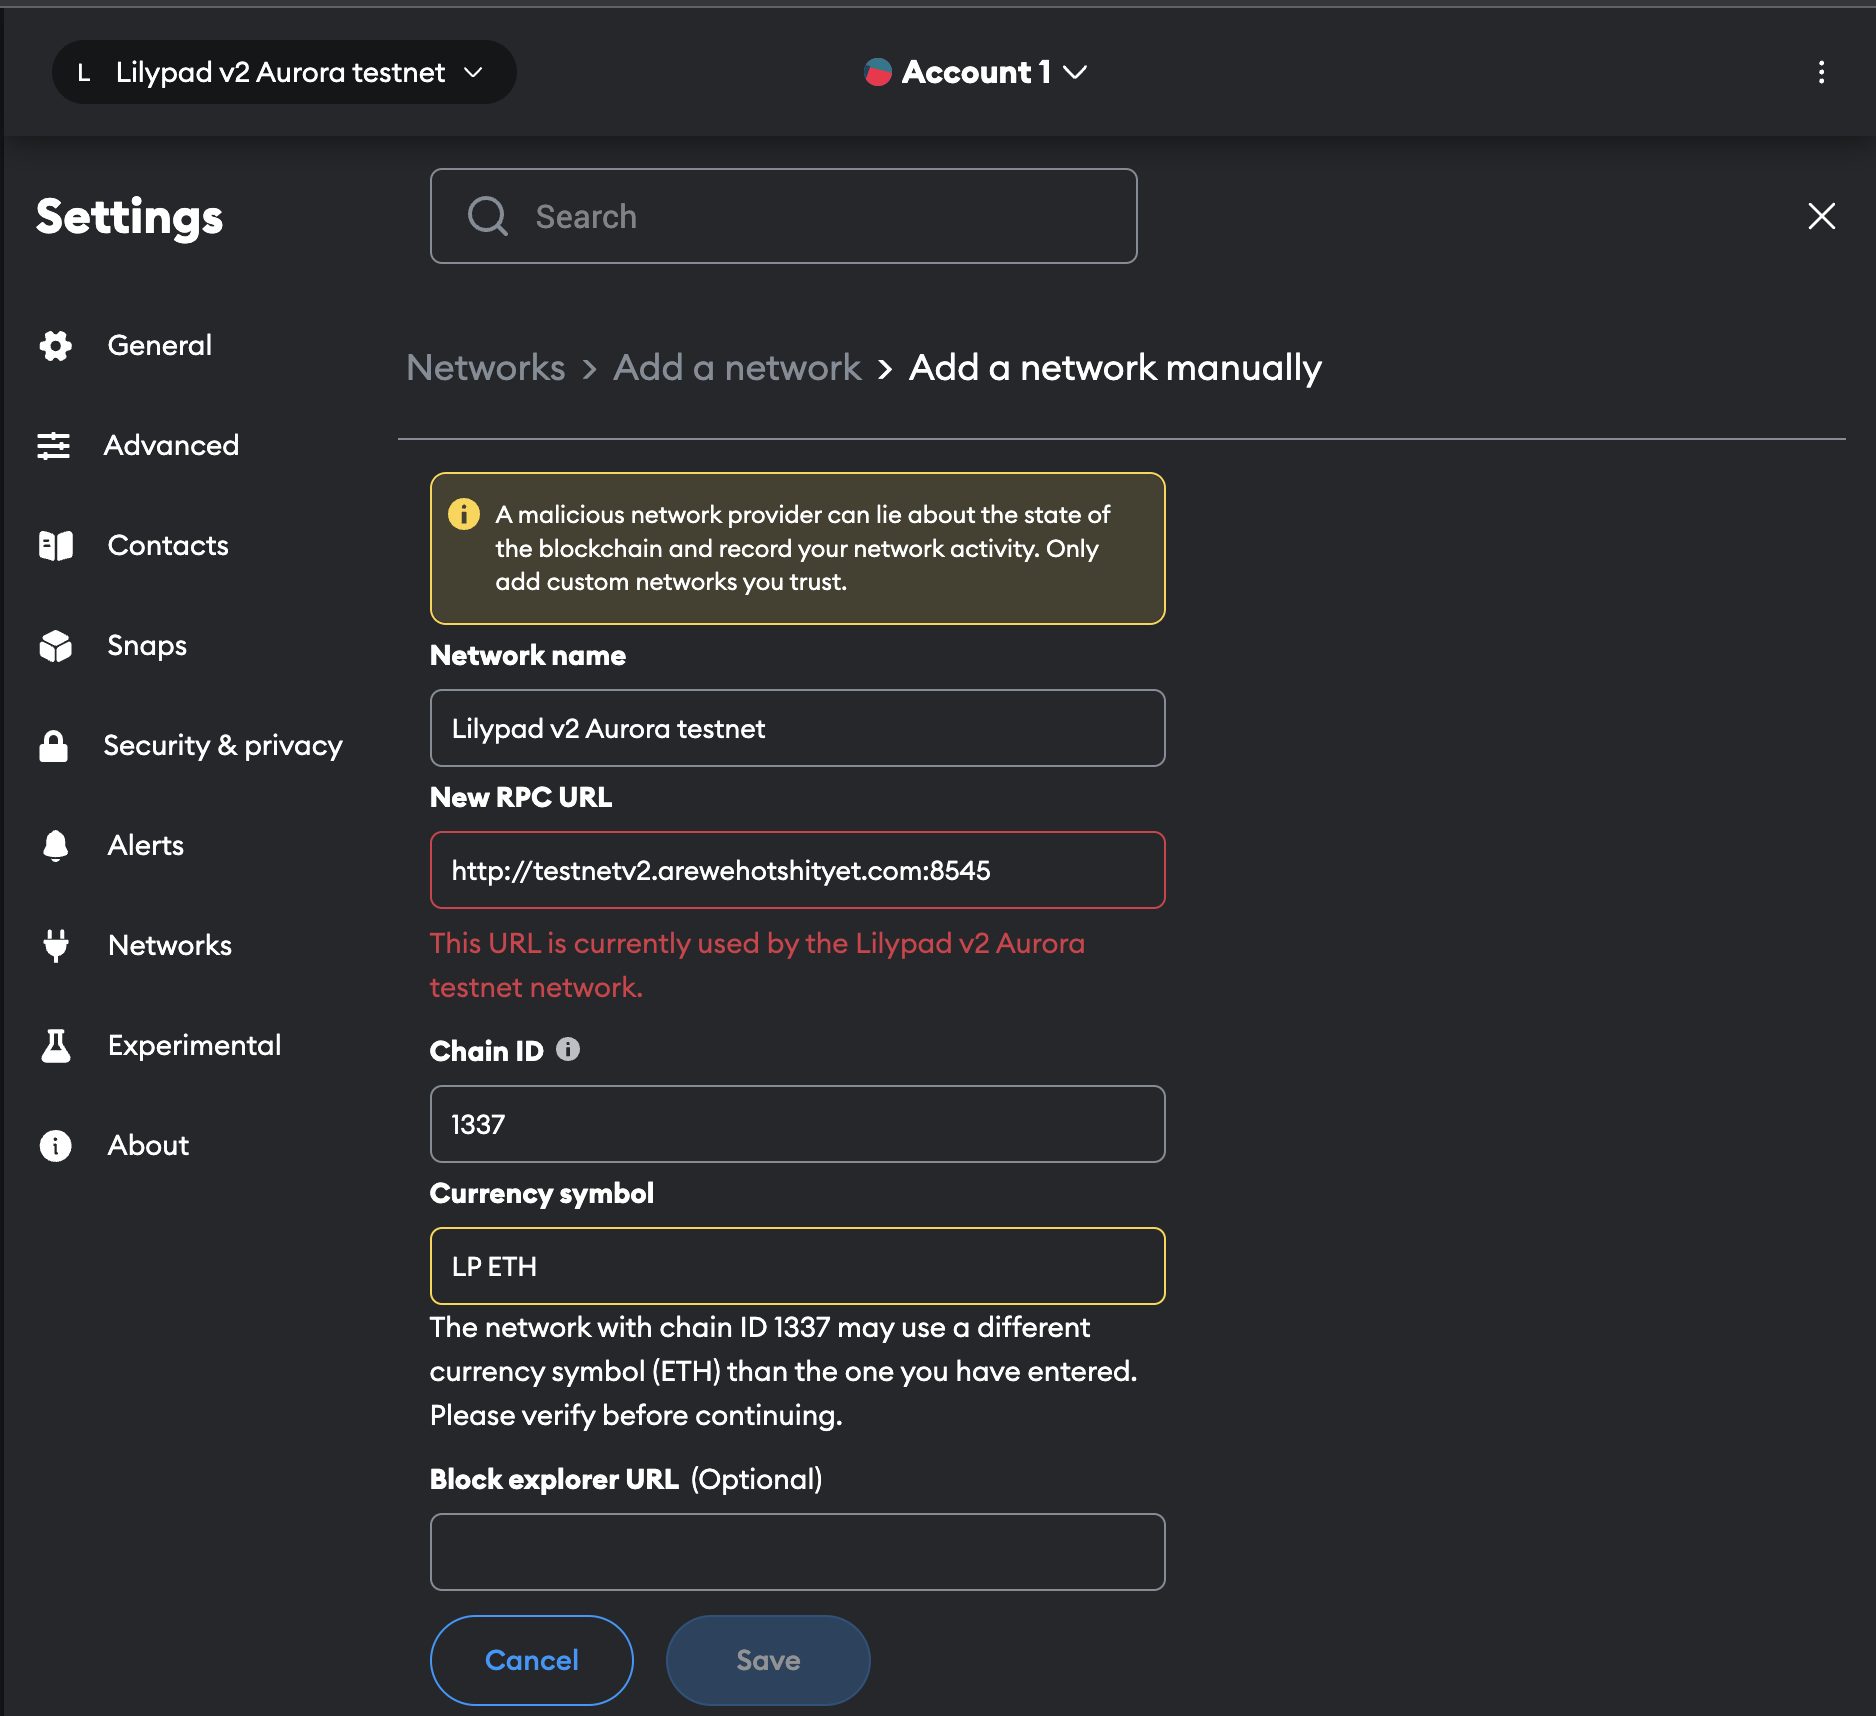 L Lilypad v2 Aurora testnet
Account 1
Settings
Search
General
Advanced
Contacts
Snaps
Security & privacy
Alerts
Networks
Experimental
About
Networks > Add a network > Add a network manually
A malicious network provider can lie about the state of
the blockchain and record your network activity. Only
add custom networks you trust.
Network name
Lilypad v2 Aurora testnet
New RPC URL
http://testnetv2.arewehotshityet.com:8545
This URL is currently used by the Lilypad v2 Aurora
testnet network.
Chain ID
1337
Currency symbol
LP ETH
The network with chain ID 1337 may use a different
currency symbol (ETH) than the one you have entered.
Please verify before continuing.
Block explorer URL (Optional)
Cancel
Save